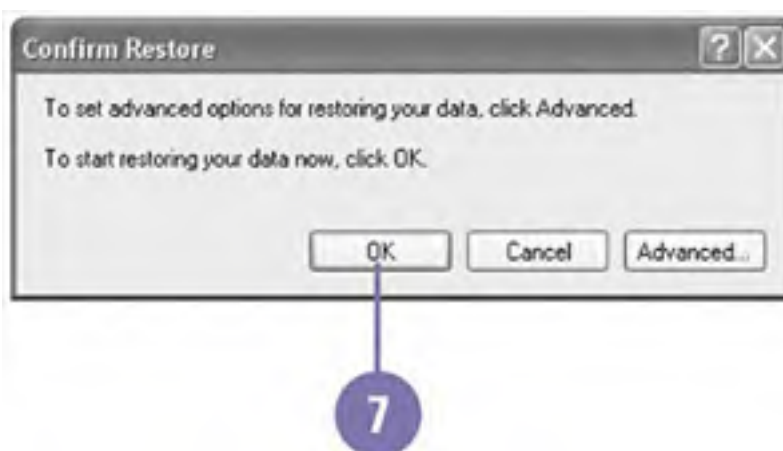 Confirm Restore
To set advanced options for restoring your data, click Advanced.
To start restoring your data now, click OK.
OK Cancel Advanced...
7